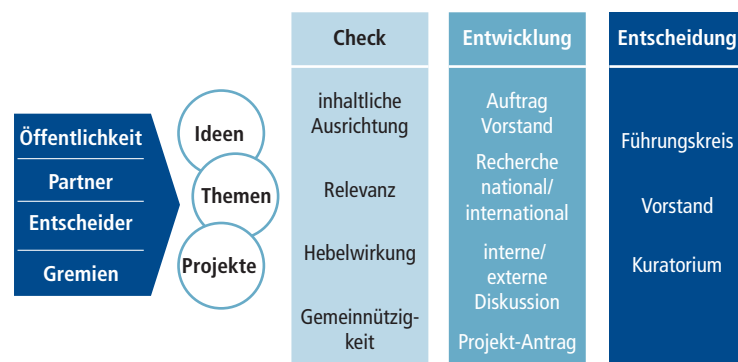 Öffentlichkeit
Partner
Entscheider
Gremien
Ideen
Themen
Projekte
Check
inhaltliche
Ausrichtung
Relevanz
Hebelwirkung
Gemeinnützig-
keit
Entwicklung
Auftrag
Vorstand
Recherche
national/
international
interne/
externe
Diskussion
Projekt-Antrag
Entscheidung
Führungskreis
Vorstand
Kuratorium